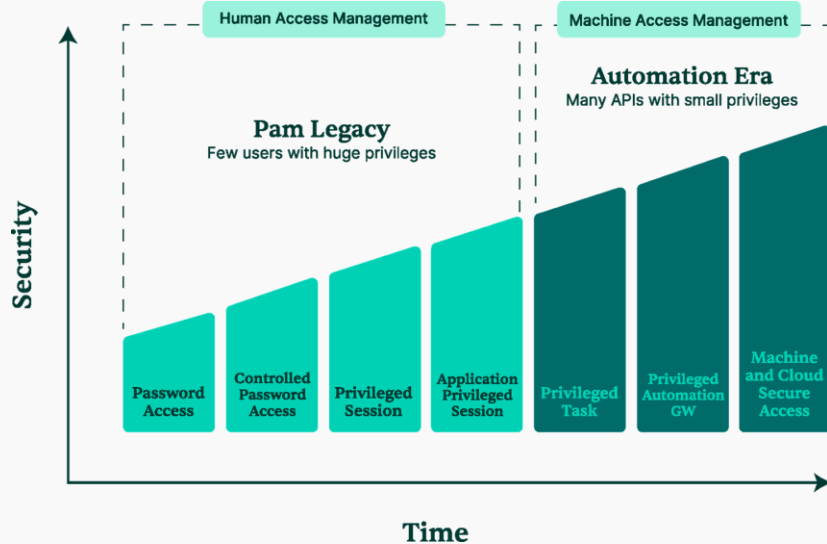 Human Access Management
Machine Access Management
Pam Legacy
Few users with huge privileges
Automation Era
Many APIs with small privileges
Security
Password
Access
Controlled
Password
Access
Privileged
Session
Application
Privileged
Session
Privileged
Task
Privileged
Automation
GW
Machine
and Cloud
Secure
Access
Time